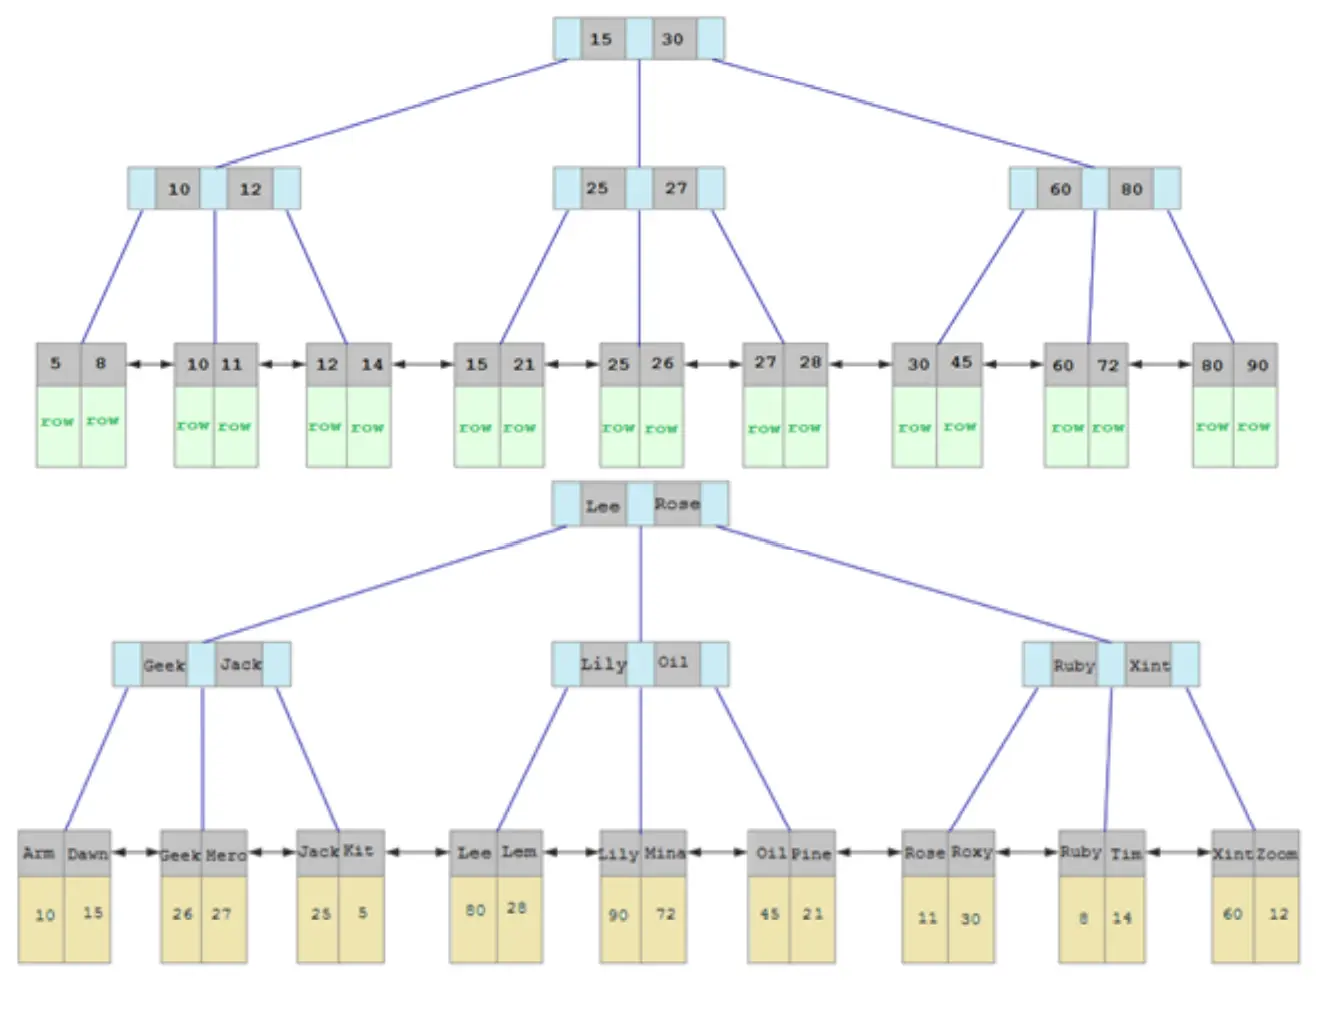 15 30
10 12 25 27 60 80
5 8 10 11 12 14 15 21 25 26 27 28 30 45 60 72 80 90
row row row row row row row row row row row row row row row row row row
Lee Rose
Geek Jack Lily Oil Ruby Xint
Arm Dawn Geek Hero Jack Kit Lee Lem Lily Mina Oil Pine Rose Roxy Ruby Tim Xint Zoom
10 15 26 27 25 5 80 28 90 72 45 21 11 30 8 14 60 12